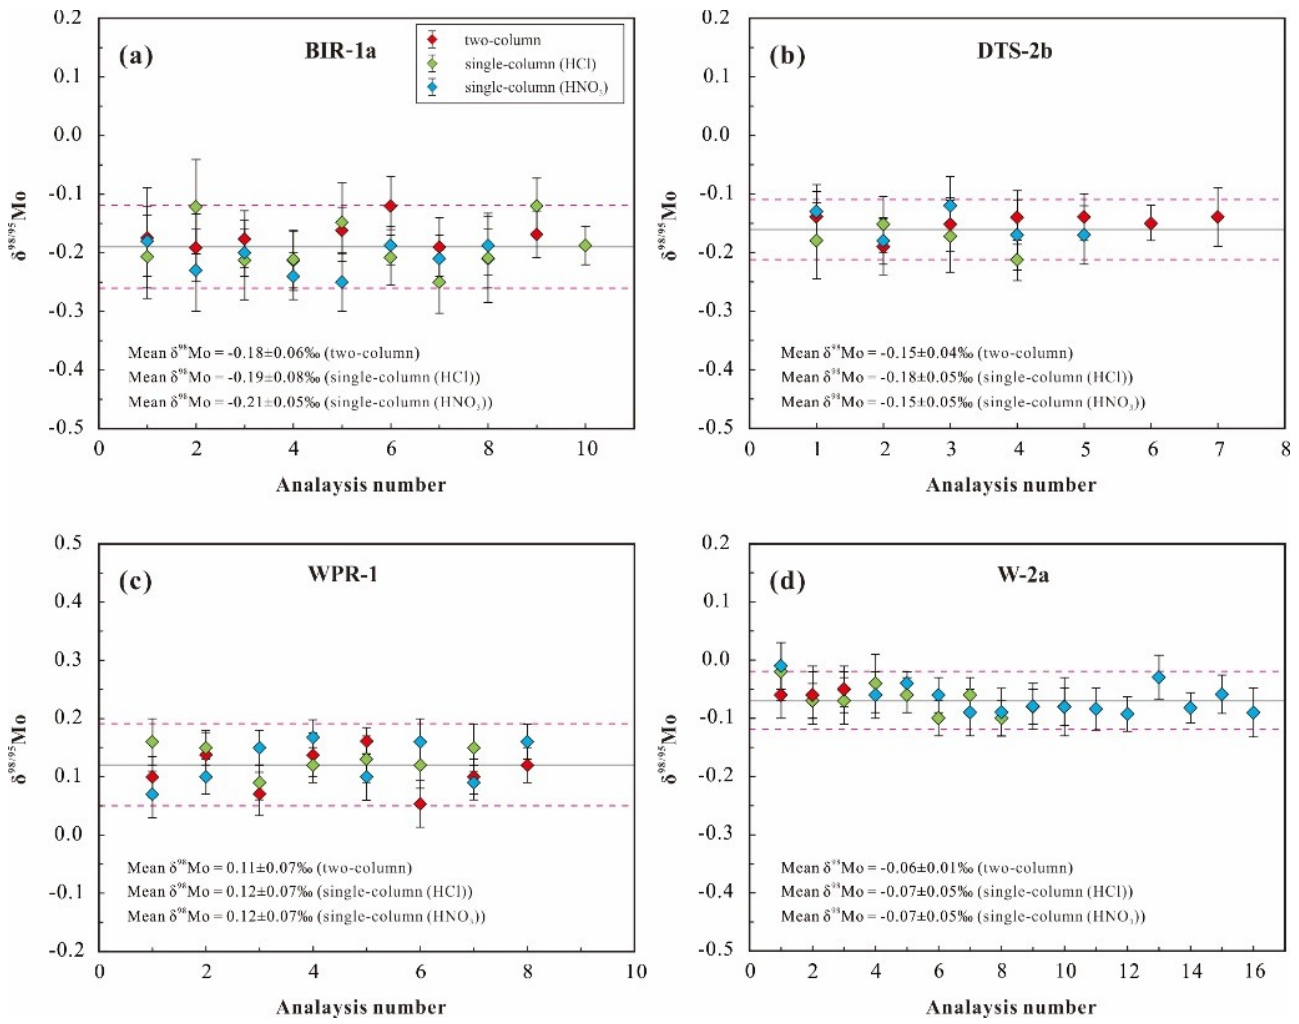 (a) BIR-1a
two-column
single-column (HCl)
single-column (HNO₃)
0.2
0.1
0.0
-0.1
-0.2
-0.3
-0.4
-0.5
δ⁹⁸/⁹⁵Mo
Mean δ⁹⁸Mo = -0.18±0.06‰ (two-column)
Mean δ⁹⁸Mo = -0.19±0.08‰ (single-column (HCl))
Mean δ⁹⁸Mo = -0.21±0.05‰ (single-column (HNO₃))
0 2 4 6 8 10
Analaysis number
(b) DTS-2b
0.2
0.1
0.0
-0.1
-0.2
-0.3
-0.4
-0.5
δ⁹⁸/⁹⁵Mo
Mean δ⁹⁸Mo = -0.15±0.04‰ (two-column)
Mean δ⁹⁸Mo = -0.18±0.05‰ (single-column (HCl))
Mean δ⁹⁸Mo = -0.15±0.05‰ (single-column (HNO₃))
0 1 2 3 4 5 6 7 8
Analaysis number
(c) WPR-1
0.5
0.4
0.3
0.2
0.1
0.0
-0.1
-0.2
δ⁹⁸/⁹⁵Mo
Mean δ⁹⁸Mo = 0.11±0.07‰ (two-column)
Mean δ⁹⁸Mo = 0.12±0.07‰ (single-column (HCl))
Mean δ⁹⁸Mo = 0.12±0.07‰ (single-column (HNO₃))
0 2 4 6 8 10
Analaysis number
(d) W-2a
0.2
0.1
0.0
-0.1
-0.2
-0.3
-0.4
-0.5
δ⁹⁸/⁹⁵Mo
Mean δ⁹⁸Mo = -0.06±0.01‰ (two-column)
Mean δ⁹⁸Mo = -0.07±0.05‰ (single-column (HCl))
Mean δ⁹⁸Mo = -0.07±0.05‰ (single-column (HNO₃))
0 2 4 6 8 10 12 14 16
Analaysis number